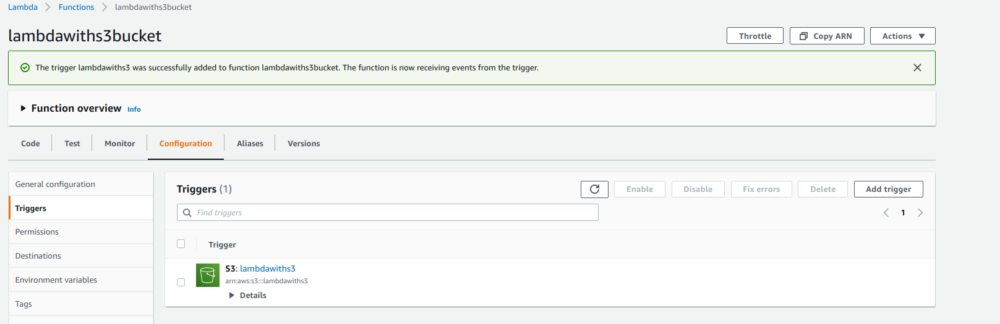 Lambda > Functions > lambdawiths3bucket
lambdawiths3bucket
Throttle
Copy ARN
Actions
The trigger lambdawiths3 was successfully added to function lambdawiths3bucket. The function is now receiving events from the trigger.
Function overview Info
Code
Test
Monitor
Configuration
Aliases
Versions
General configuration
Triggers
Permissions
Destinations
Environment variables
Tags
Triggers (1)
Enable
Disable
Fix errors
Delete
Add trigger
Find triggers
1
Trigger
S3: lambdawiths3
arn:aws:s3:::lambdawiths3
Details